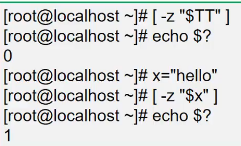 [root@localhost ~]# [ -z "$TT" ]
[root@localhost ~]# echo $?
0
[root@localhost ~]# x="hello"
[root@localhost ~]# [ -z "$x" ]
[root@localhost ~]# echo $?
1